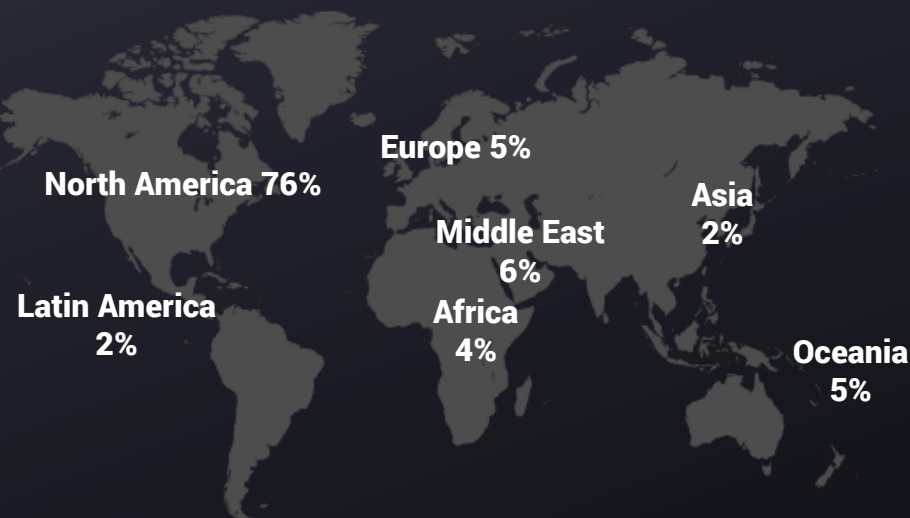 Europe 5%
North America 76%
Asia
2%
Middle East
6%
Latin America
2%
Africa
4%
Oceania
5%